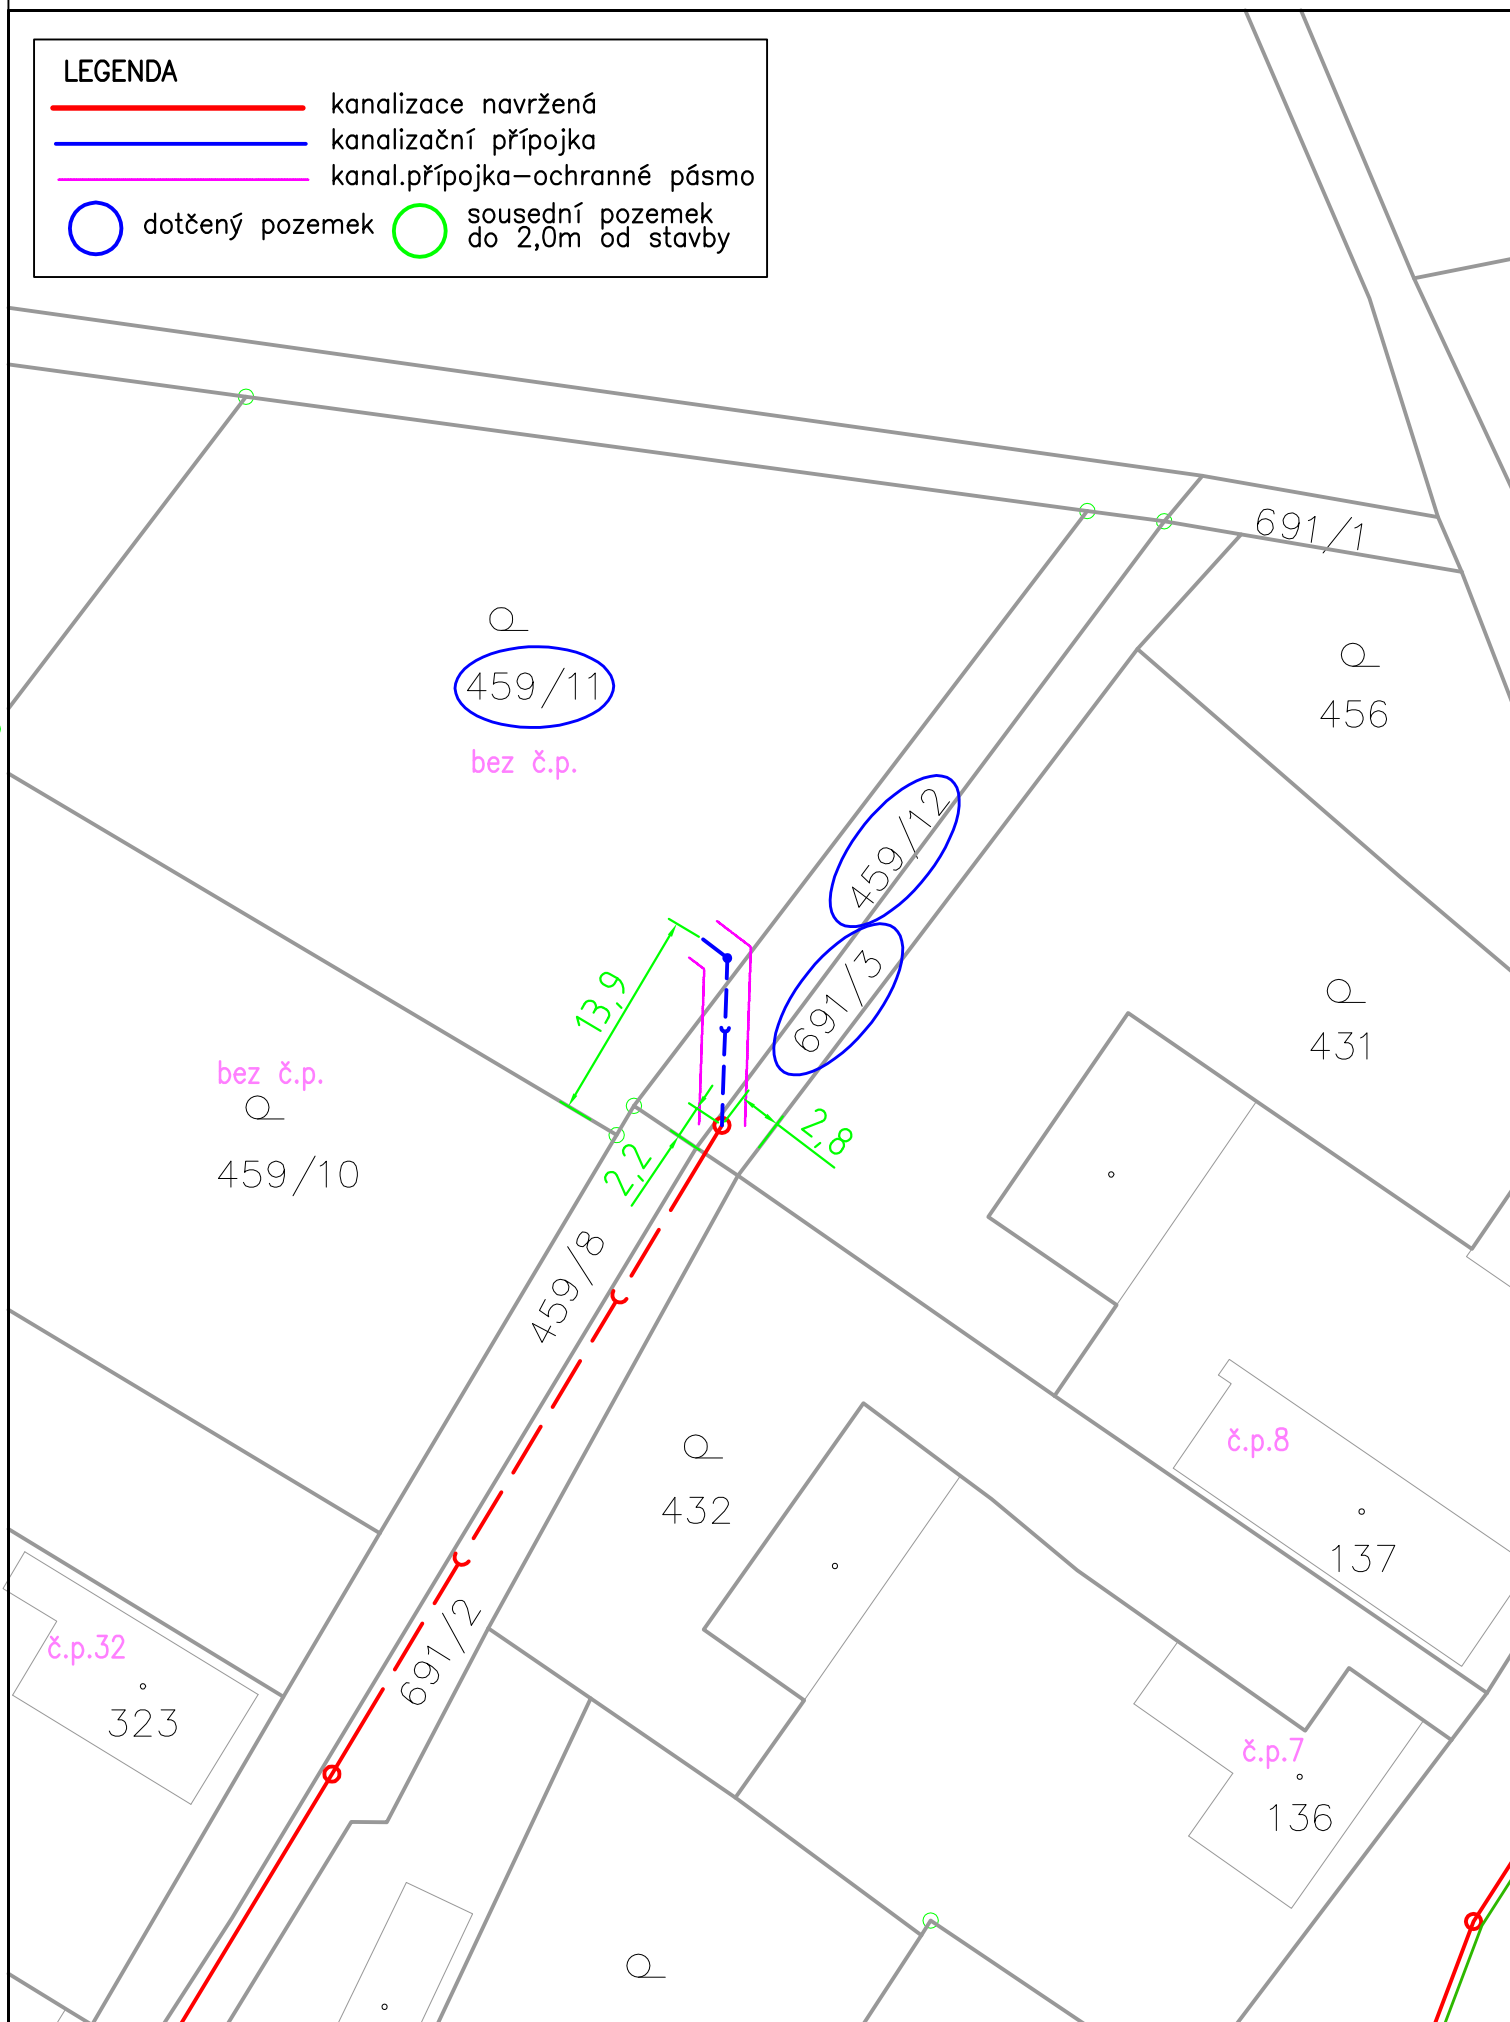 LEGENDA
kanalizace navržená
kanalizační přípojka
kanal.přípojka-ochranné pásmo
dotčený pozemek
sousední pozemek
do 2,0m od stavby
691/1
459/11
bez č.p.
456
459/12
691/3
13,9
431
bez č.p.
459/10
2,2
2,8
459/8
č.p.8
432
137
691/2
č.p.32
323
č.p.7
136